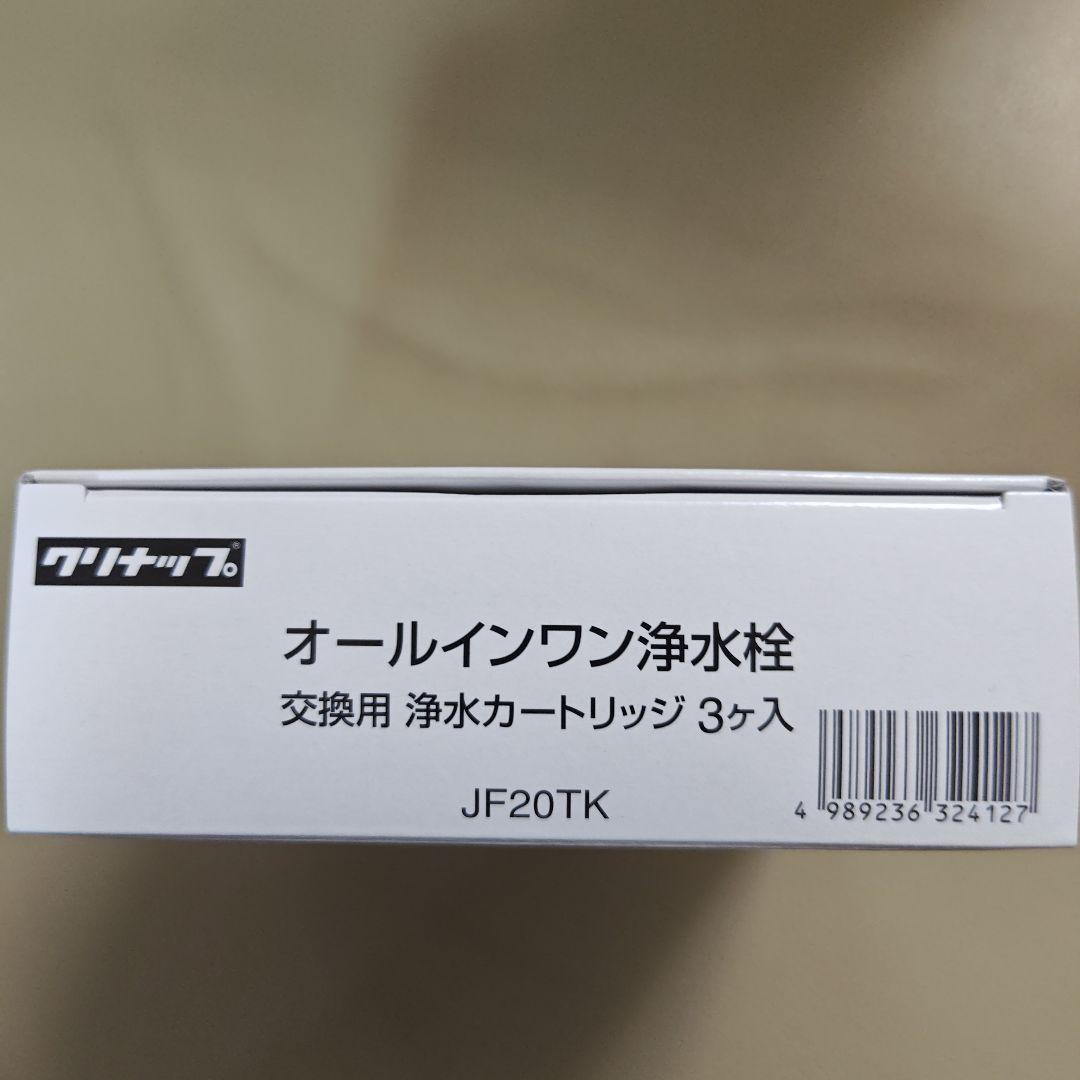 クリナップ®
オールインワン浄水栓
交換用 浄水カートリッジ 3ヶ入
JF20TK
4 989236 324127